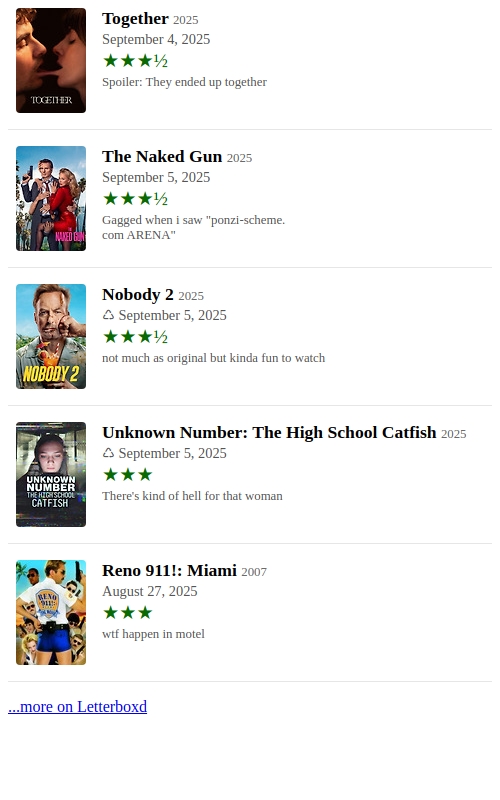 TOGETHER
Together 2025
September 4, 2025
★★★½
Spoiler: They ended up together
NAKED GUN
The Naked Gun 2025
September 5, 2025
★★★½
Gagged when i saw "ponzi-scheme.
com ARENA"
NOBODY 2
Nobody 2 2025
♺ September 5, 2025
★★★½
not much as original but kinda fun to watch
UNKNOWN
NUMBER
THE HIGH SCHOOL
CATFISH
Unknown Number: The High School Catfish 2025
♺ September 5, 2025
★★★
There's kind of hell for that woman
RENO
911!:
Reno 911!: Miami 2007
August 27, 2025
★★★
wtf happen in motel
...more on Letterboxd